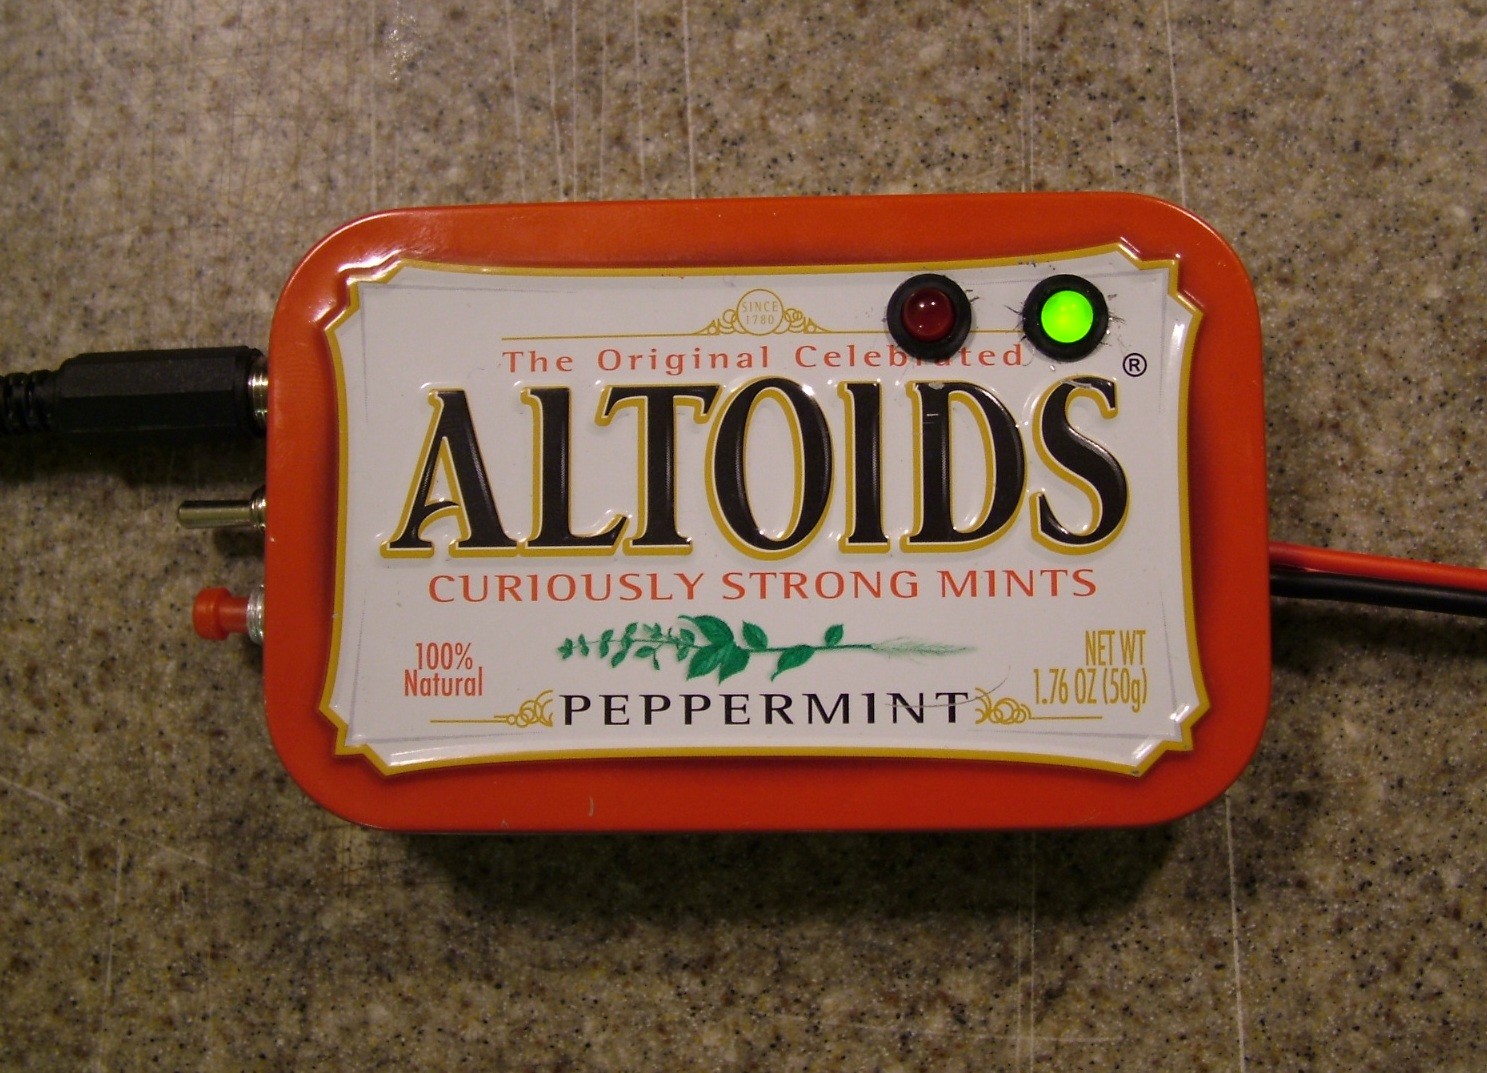 SINCE
1780
The Original Celebrated
ALTOIDS®
CURIOUSLY STRONG MINTS
100%
Natural
NET WT
1.76 OZ (50g)
PEPPERMINT